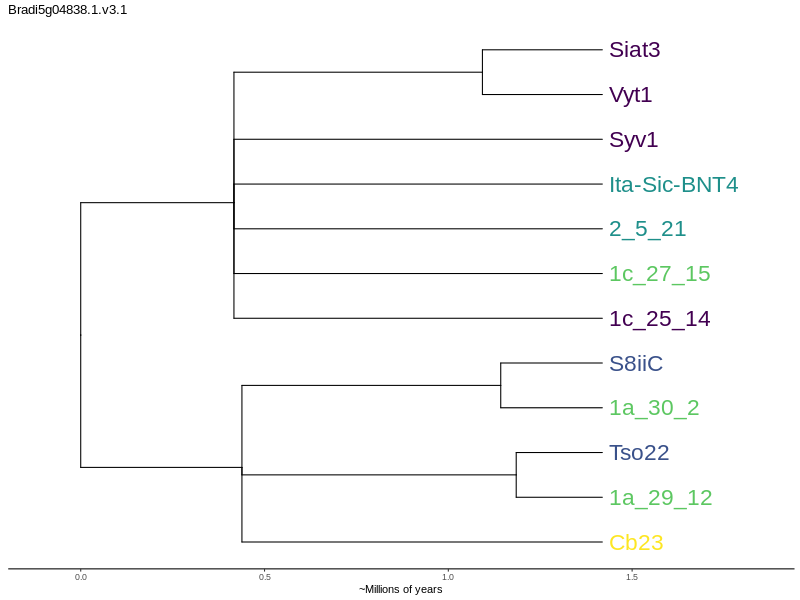 Bradi5g04838.1.v3.1
Siat3
Vyt1
Syv1
Ita-Sic-BNT4
2_5_21
1c_27_15
1c_25_14
S8iiC
1a_30_2
Tso22
1a_29_12
Cb23
0.0 0.5 1.0 1.5
~Millions of years